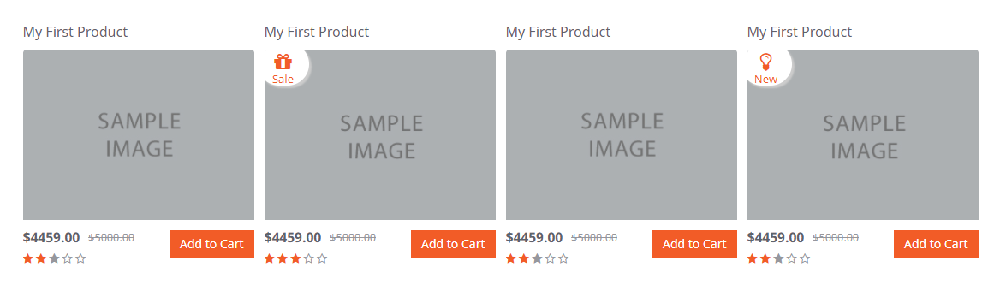 My First Product
SAMPLE
IMAGE
$4459.00 $5000.00
Add to Cart
My First Product
Sale
SAMPLE
IMAGE
$4459.00 $5000.00
Add to Cart
My First Product
SAMPLE
IMAGE
$4459.00 $5000.00
Add to Cart
My First Product
New
SAMPLE
IMAGE
$4459.00 $5000.00
Add to Cart